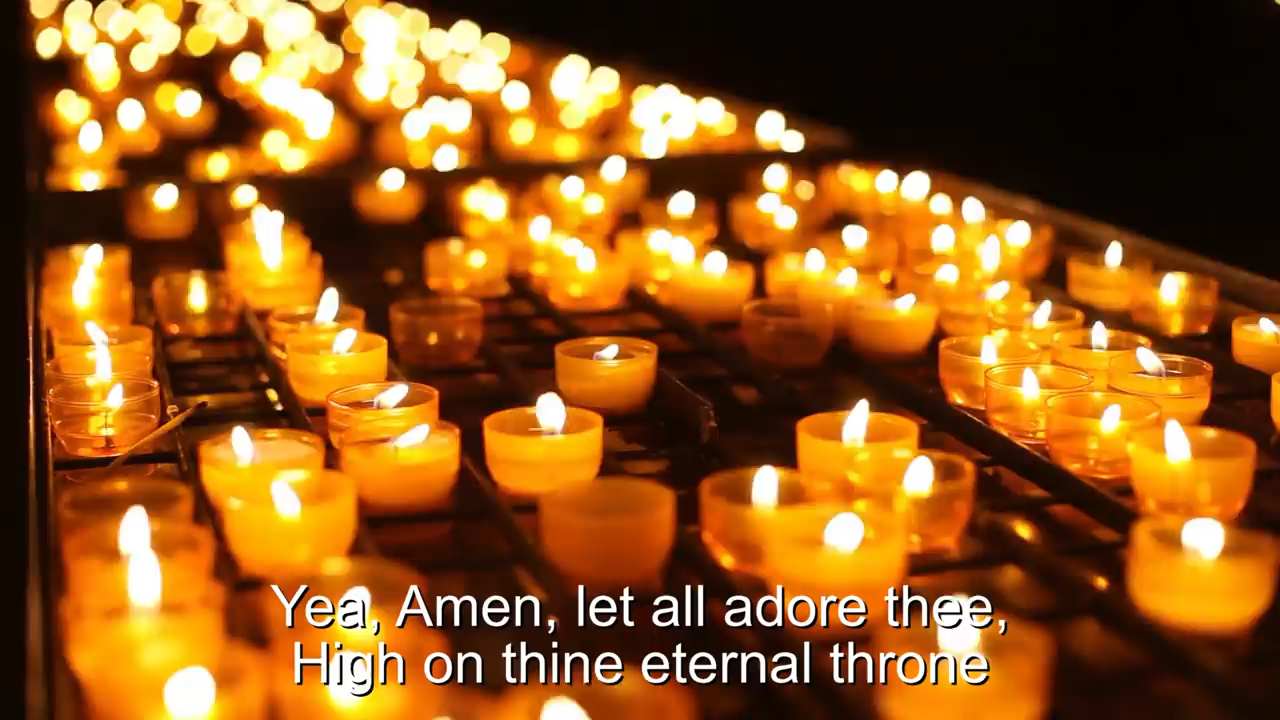 Yea, Amen, let all adore thee,
High on thine eternal throne